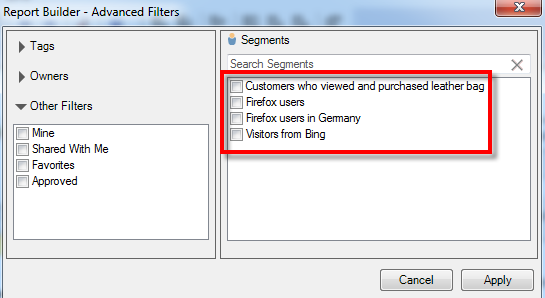 Report Builder - Advanced Filters
Tags
Owners
Other Filters
Mine
Shared With Me
Favorites
Approved
Segments
Search Segments
Customers who viewed and purchased leather bag
Firefox users
Firefox users in Germany
Visitors from Bing
Cancel
Apply